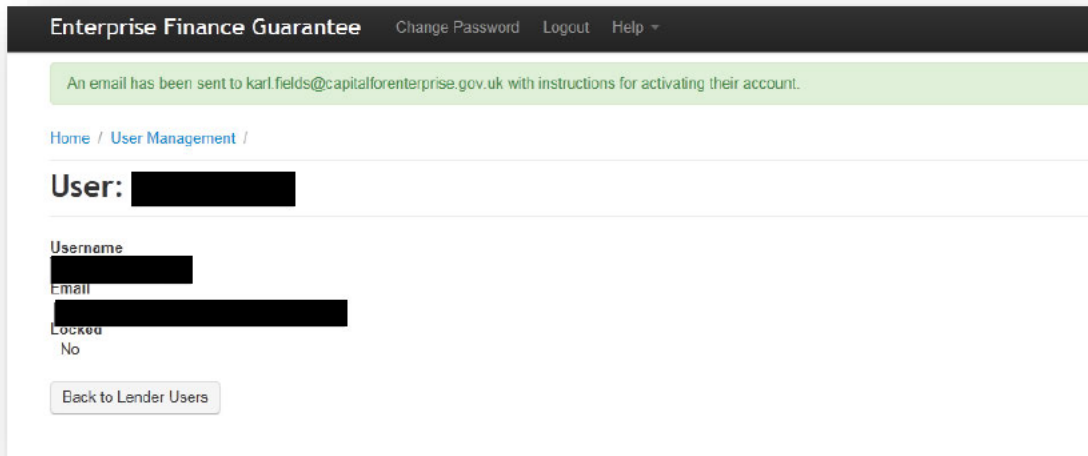 Enterprise Finance Guarantee Change Password Logout Help
An email has been sent to karl.fields@capitalforenterprise.gov.uk with instructions for activating their account.
Home / User Management /
User:
Username
Email
Locked
No
Back to Lender Users